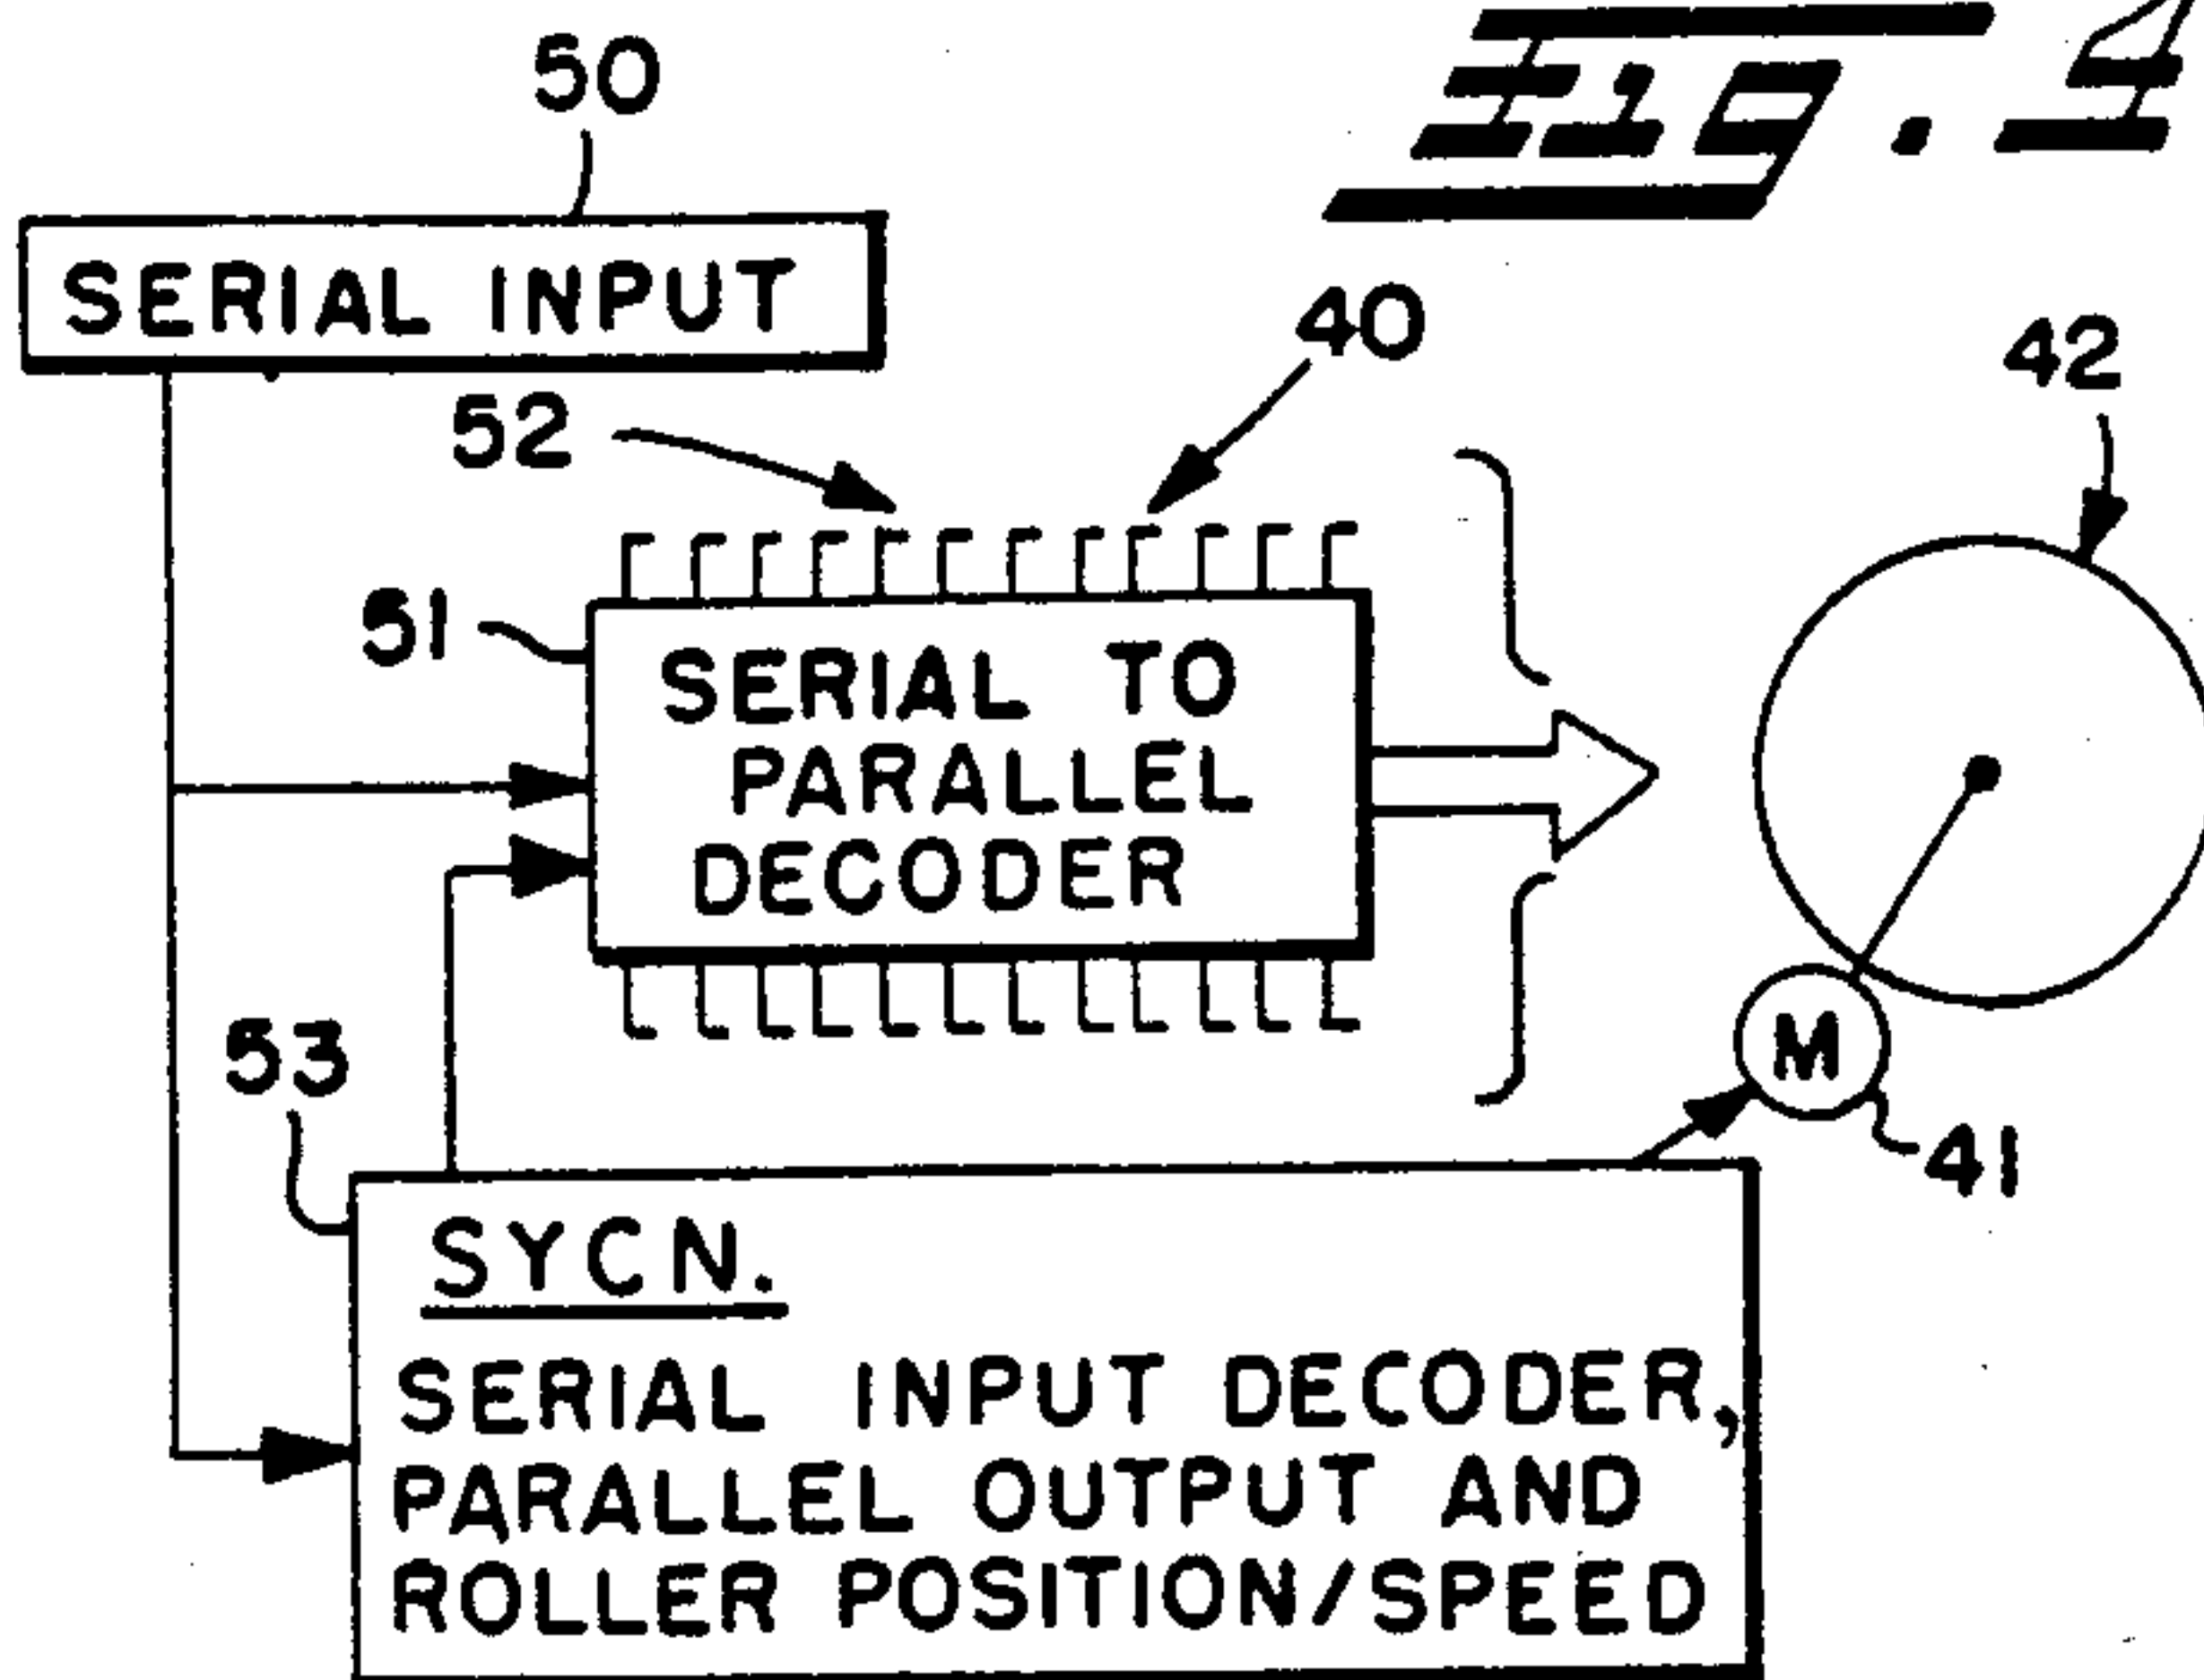 Fig. 4
50
SERIAL INPUT
40
42
52
51
SERIAL TO
PARALLEL
DECODER
53
M
41
SYCN.
SERIAL INPUT DECODER,
PARALLEL OUTPUT AND
ROLLER POSITION/SPEED